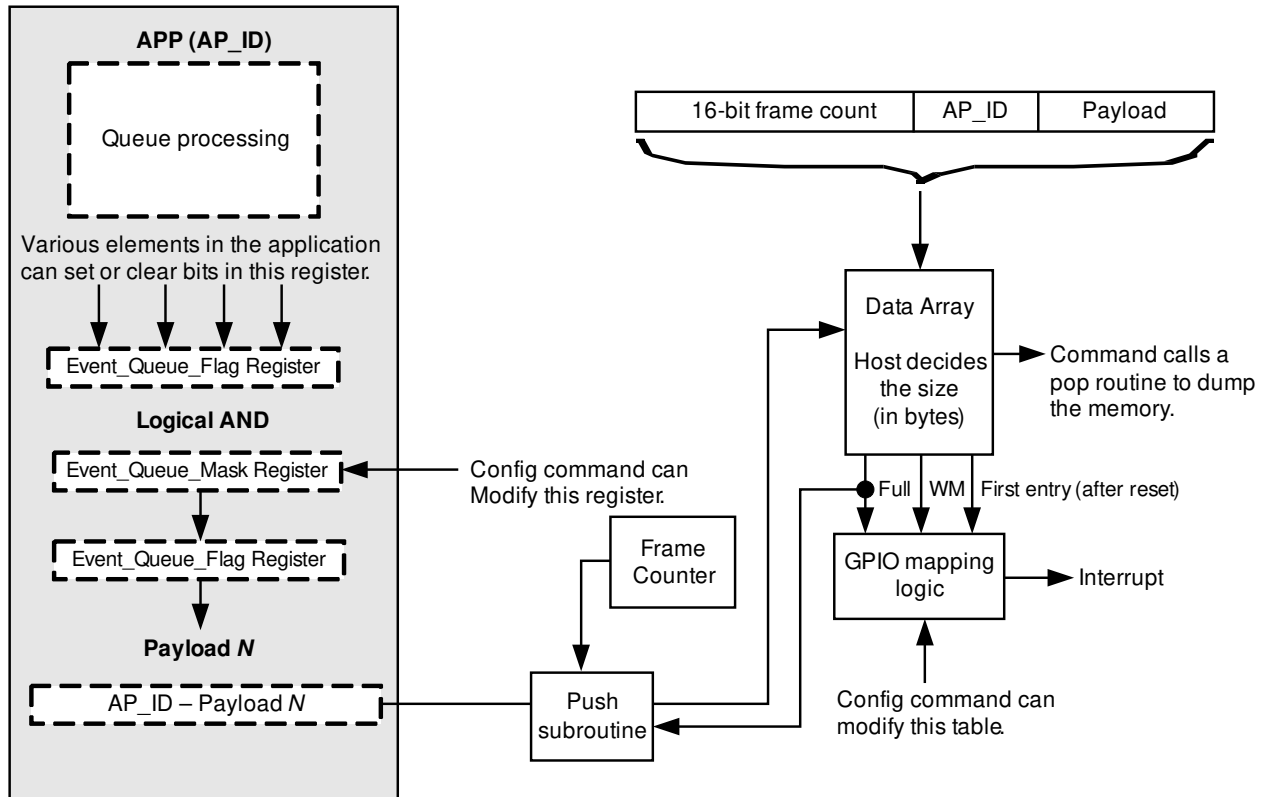 APP (AP_ID)
Queue processing
Various elements in the application
can set or clear bits in this register.
Event_Queue_Flag Register
Logical AND
Event_Queue_Mask Register
Event_Queue_Flag Register
Payload N
AP_ID – Payload N
Config command can
Modify this register.
Frame
Counter
Push
subroutine
16-bit frame count
AP_ID
Payload
Data Array
Host decides
the size
(in bytes)
Command calls a
pop routine to dump
the memory.
Full
WM
First entry (after reset)
GPIO mapping
logic
Interrupt
Config command can
modify this table.